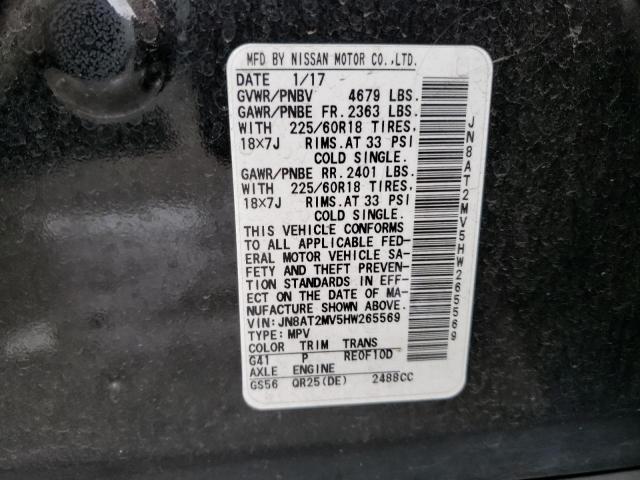 MFD BY NISSAN MOTOR CO.,LTD.
DATE 1/17
GVWR/PNBV 4679 LBS.
GAWR/PNBE FR. 2363 LBS.
WITH 225/60R18 TIRES,
18×7J RIMS. AT 33 PSI
COLD SINGLE.
GAWR/PNBE RR. 2401 LBS.
WITH 225/60R18 TIRES,
18×7J RIMS. AT 33 PSI
COLD SINGLE.
THIS VEHICLE CONFORMS
TO ALL APPLICABLE FED-
ERAL MOTOR VEHICLE SA-
FETY AND THEFT PREVEN-
TION STANDARDS IN EFF-
ECT ON THE DATE OF MA-
NUFACTURE SHOWN ABOVE.
VIN: JN8AT2MV5HW265569
TYPE: MPV
COLOR TRIM TRANS
G41 P RE0F10D
AXLE ENGINE
GS56 QR25(DE) 2488CC
JN8AT2MV5HW265569